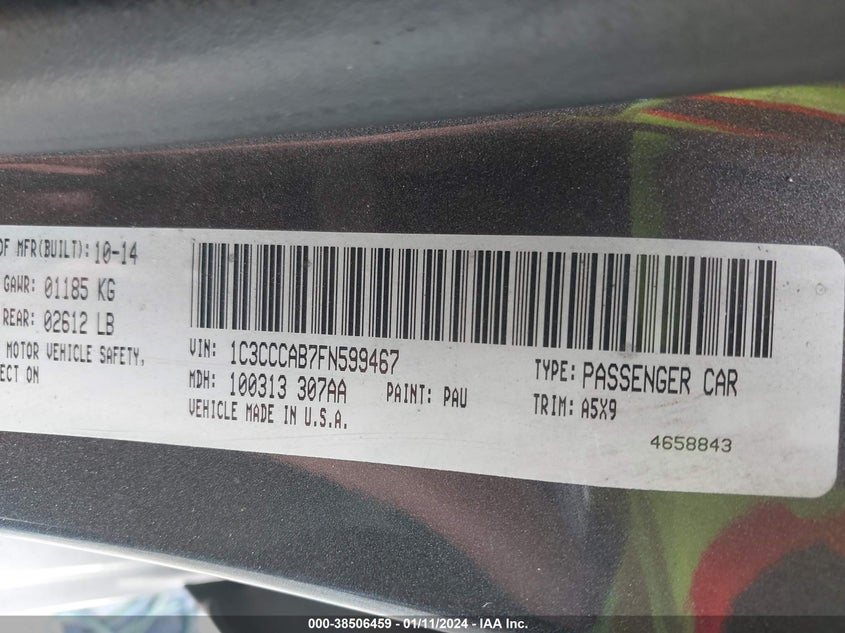 OF MFR(BUILT): 10-14
GAWR: 01185 KG
REAR: 02612 LB
MOTOR VEHICLE SAFETY,
ECT ON
VIN: 1C3CCCAB7FN599467
MDH: 100313 307AA PAINT: PAU
VEHICLE MADE IN U.S.A.
TYPE: PASSENGER CAR
TRIM: A5X9
4658843
000-38506459 - 01/11/2024 - IAA Inc.